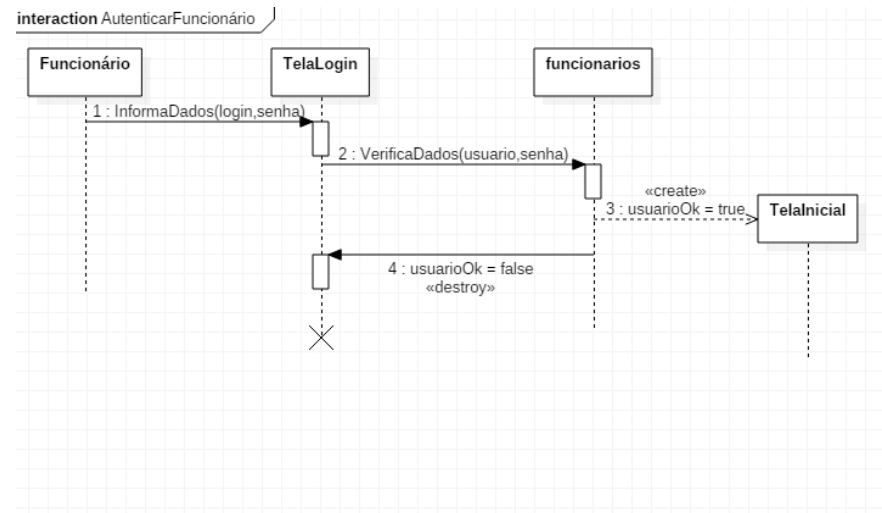 interaction AutenticarFuncionário
Funcionário
TelaLogin
funcionarios
1 : InformaDados(login,senha)
2 : VerificaDados(usuario,senha)
«create»
3 : usuarioOk = true
TelaInicial
4 : usuarioOk = false
«destroy»